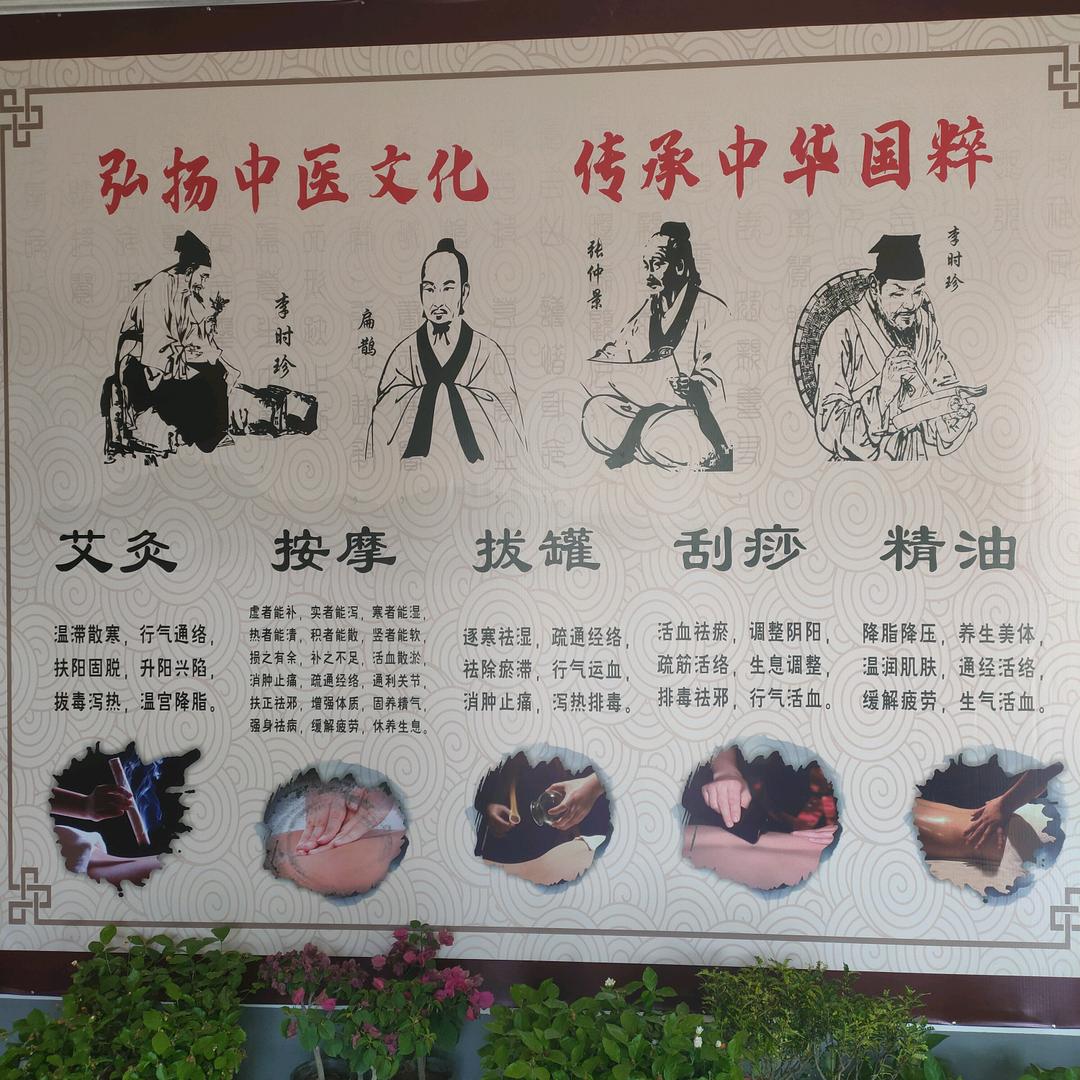 弘扬中医文化 传承中华国粹
李时珍
扁鹊
张仲景
李时珍
艾灸
温滞散寒，行气通络，
扶阳固脱，升阳兴陷，
拔毒泻热，温宫降脂。
按摩
虚者能补，实者能泻，寒者能湿，
热者能清，积者能散，坚者能软，
损之有余，补之不足，活血散淤，
消肿止痛，疏通经络，通利关节，
扶正祛邪，增强体质，固养精气，
强身祛病，缓解疲劳，休养生息。
拔罐
逐寒祛湿，疏通经络，
祛除瘀滞，行气运血，
消肿止痛，泻热排毒。
刮痧
活血祛瘀，调整阴阳，
疏筋活络，生息调整，
排毒祛邪，行气活血。
精油
降脂降压，养生美体，
温润肌肤，通经活络，
缓解疲劳，生气活血。